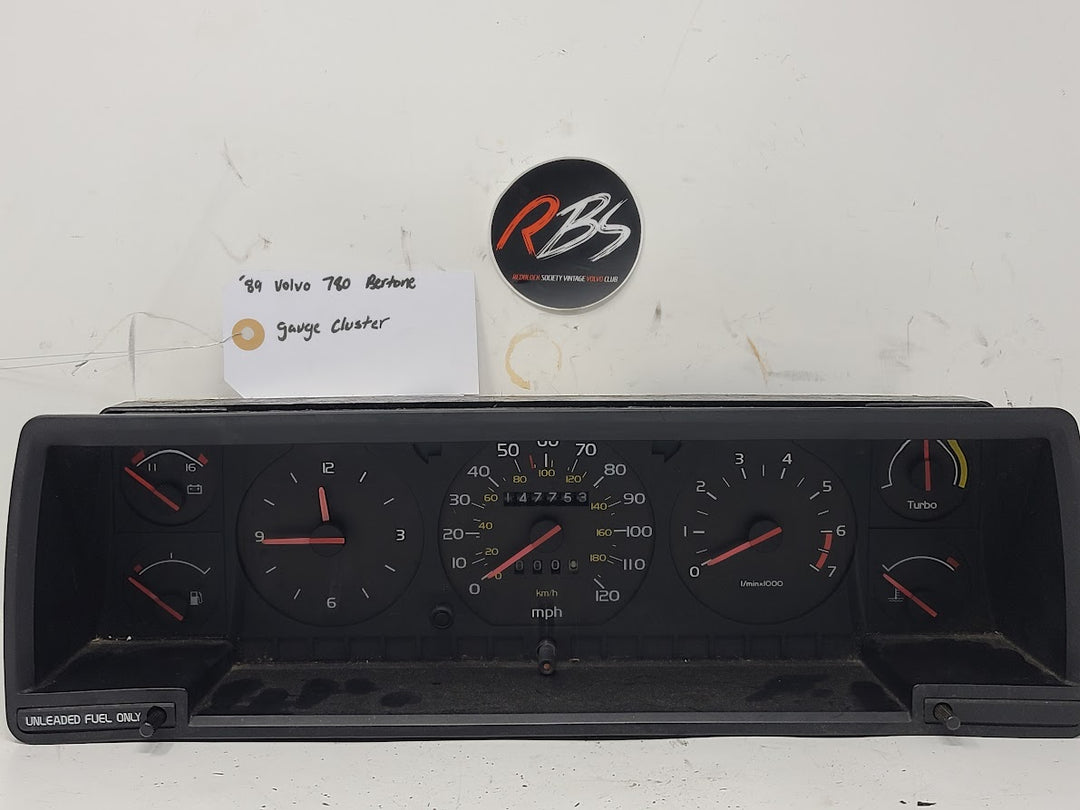 '89 Volvo 780 Bertone
gauge cluster
RBS
REDBLOCK SOCIETY VINTAGE VOLVO CLUB
11 16
12
3
6
9
0 10 20 30 40 50 60 70 80 90 100 110 120
0 20 40 60 80 100 120 140 160 180
147753
000
km/h
mph
0 1 2 3 4 5 6 7
1/min×1000
Turbo
1
UNLEADED FUEL ONLY